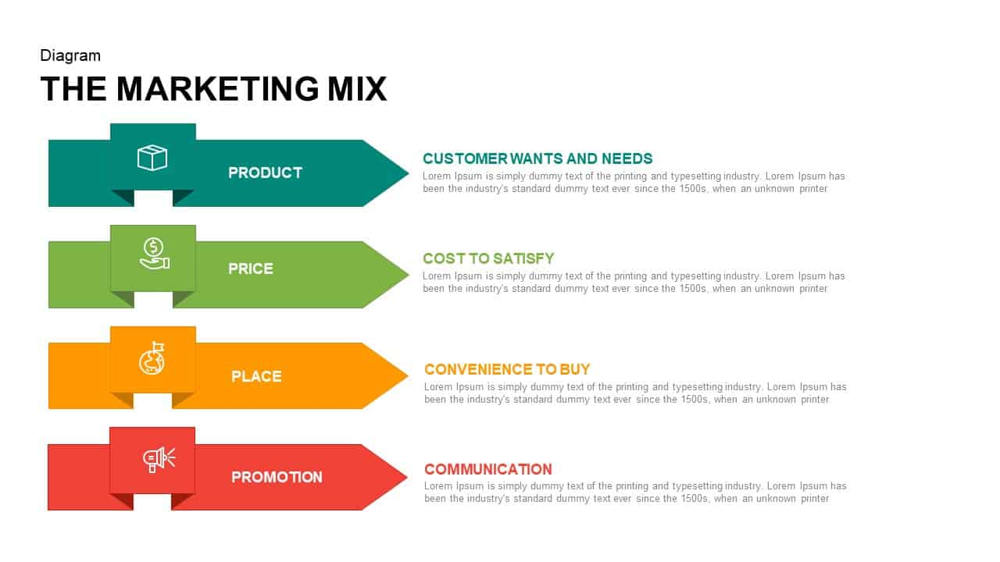 Diagram
THE MARKETING MIX
PRODUCT
CUSTOMER WANTS AND NEEDS
Lorem Ipsum is simply dummy text of the printing and typesetting industry. Lorem Ipsum has
been the industry's standard dummy text ever since the 1500s, when an unknown printer
PRICE
COST TO SATISFY
Lorem Ipsum is simply dummy text of the printing and typesetting industry. Lorem Ipsum has
been the industry's standard dummy text ever since the 1500s, when an unknown printer
PLACE
CONVENIENCE TO BUY
Lorem Ipsum is simply dummy text of the printing and typesetting industry. Lorem Ipsum has
been the industry's standard dummy text ever since the 1500s, when an unknown printer
PROMOTION
COMMUNICATION
Lorem Ipsum is simply dummy text of the printing and typesetting industry. Lorem Ipsum has
been the industry's standard dummy text ever since the 1500s, when an unknown printer